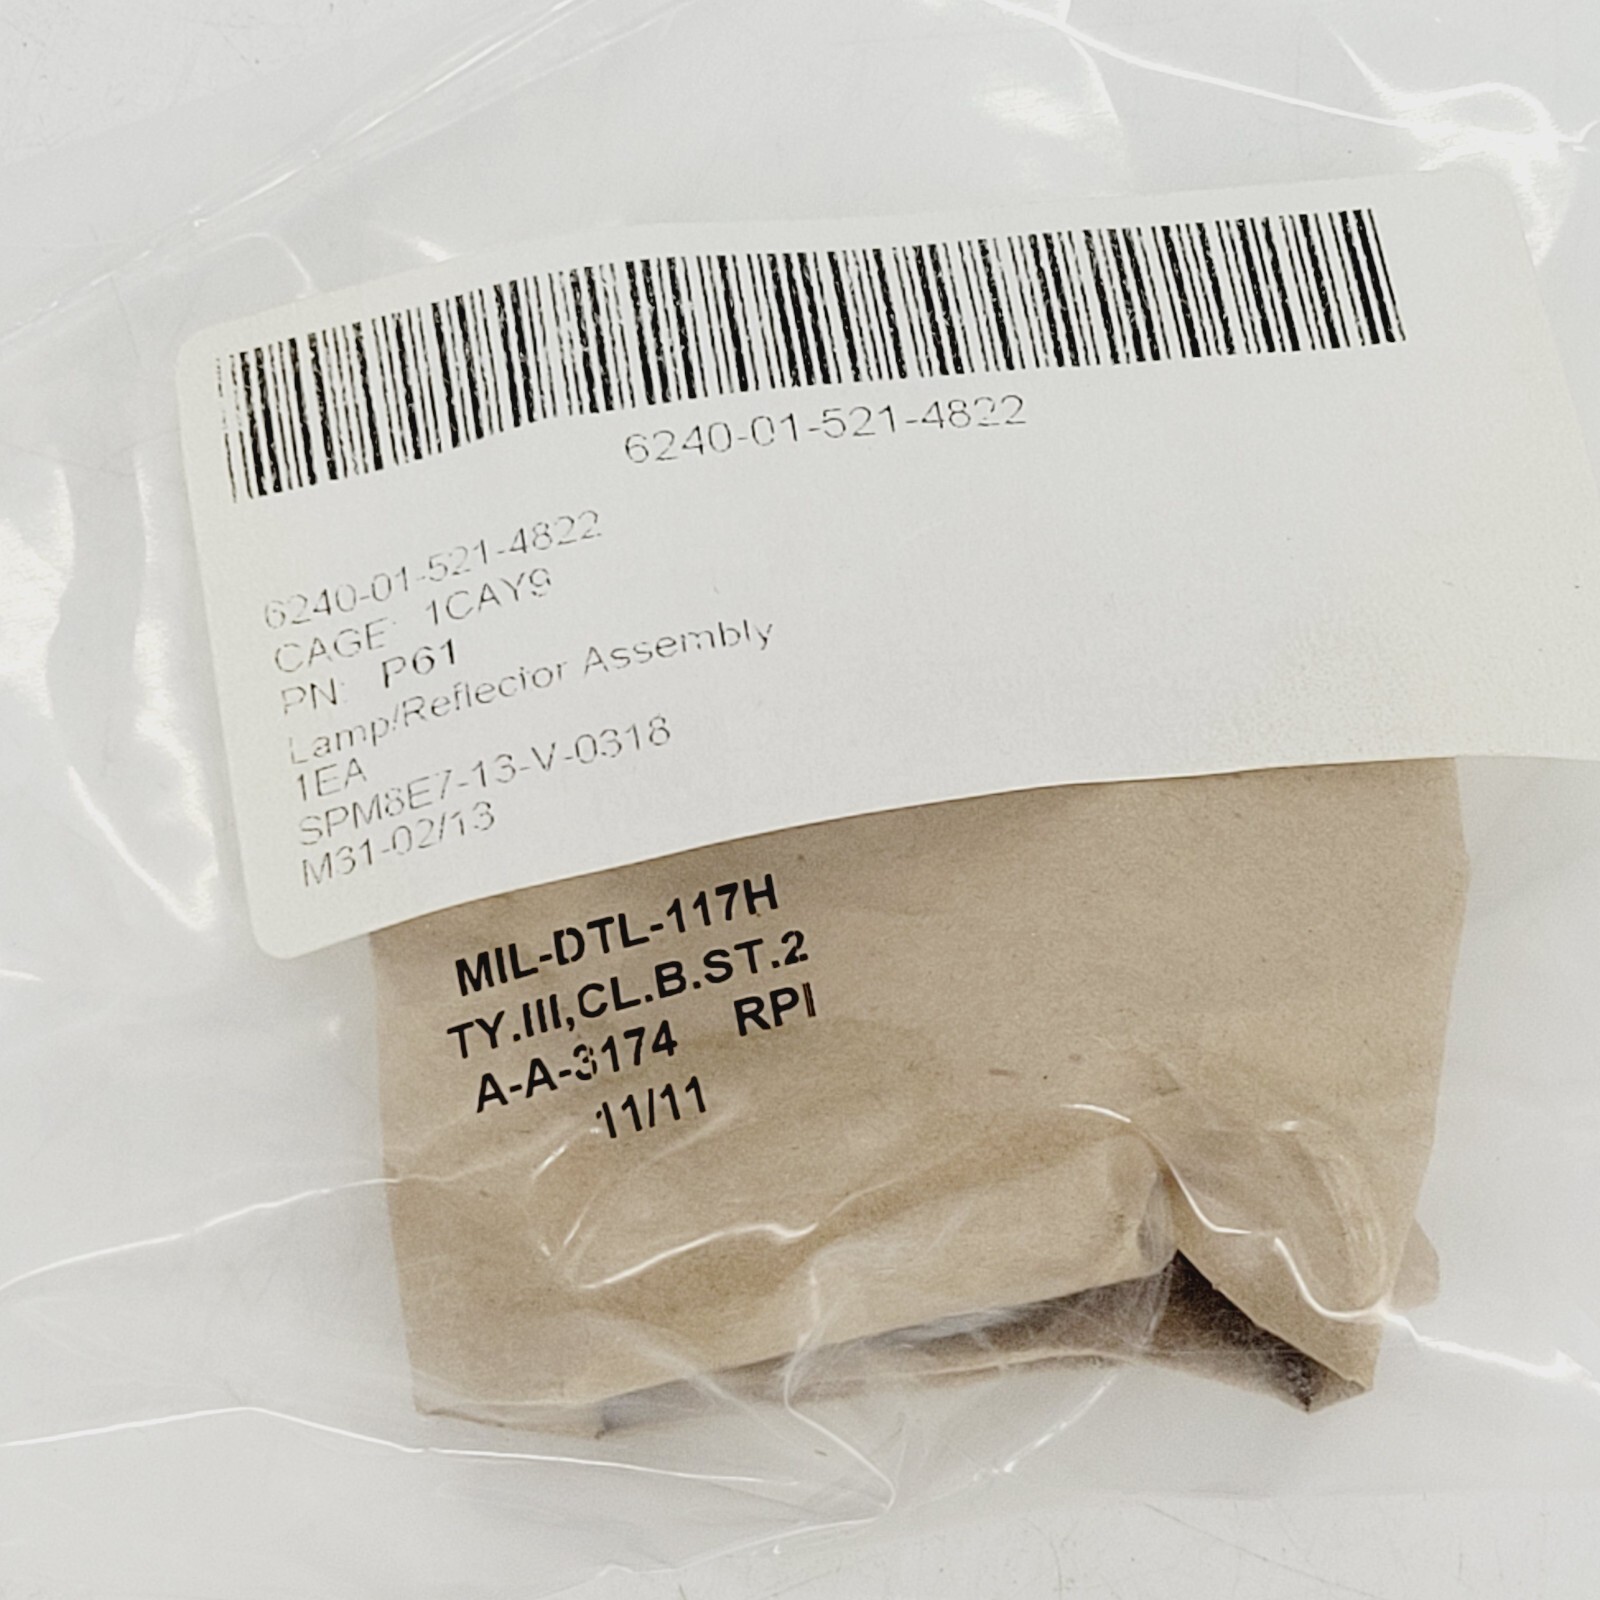 6240-01-521-4822
6240-01-521-4822
CAGE: 1CAY9
PN: P61
Lamp/Reflector Assembly
1EA
SPM8E7-13-V-0318
M31-02/13
MIL-DTL-117H
TY.III,CL.B.ST.2
A-A-3174 RPI
11/11